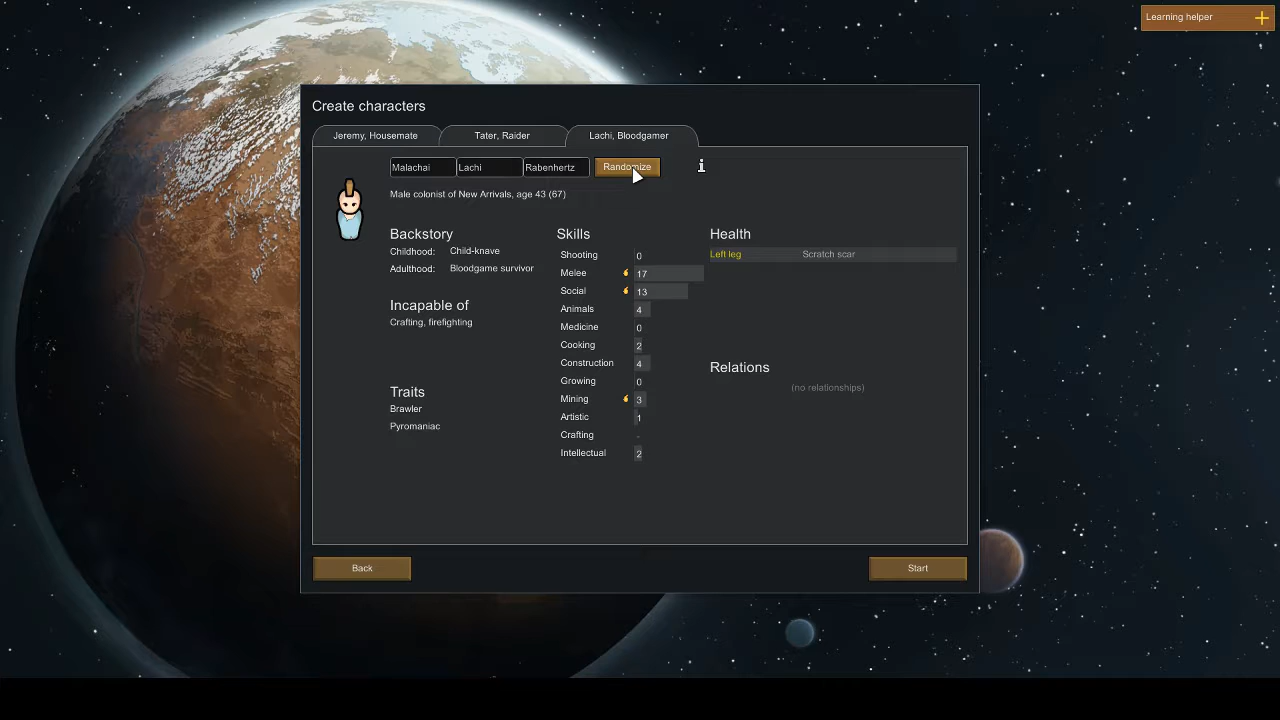 Learning helper
Create characters
Jeremy, Housemate Tater, Raider Lachi, Bloodgamer
Malachai Lachi Rabenhertz Randomize
Male colonist of New Arrivals, age 43 (67)
Backstory
Childhood: Child-knave
Adulthood: Bloodgame survivor
Incapable of
Crafting, firefighting
Traits
Brawler
Pyromaniac
Skills
Shooting 0
Melee 17
Social 13
Animals 4
Medicine 0
Cooking 2
Construction 4
Growing 0
Mining 3
Artistic 1
Crafting -
Intellectual 2
Health
Left leg Scratch scar
Relations
(no relationships)
Back Start